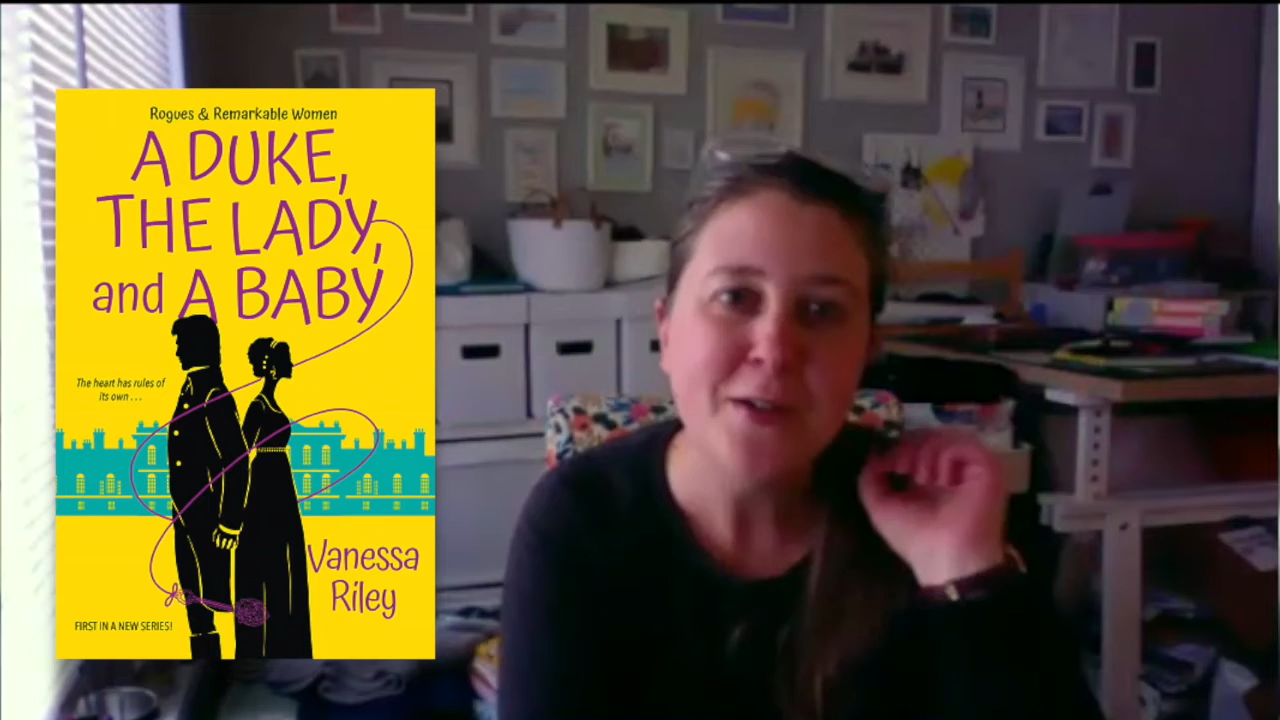 Rogues & Remarkable Women
A DUKE,
THE LADY,
and A BABY
The heart has rules of
its own . . .
Vanessa
Riley
FIRST IN A NEW SERIES!